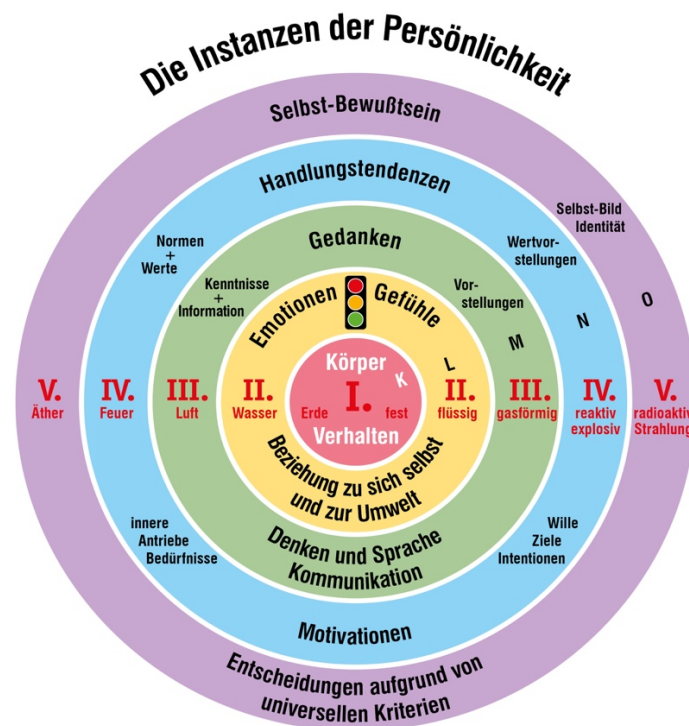 Die Instanzen der Persönlichkeit
Selbst-Bewußtsein
Handlungstendenzen
Selbst-Bild
Identität
Normen
+
Werte
Gedanken
Wertvor-
stellungen
Kenntnisse
+
Information
Vor-
stellungen
Emotionen
Gefühle
O
N
M
L
K
Körper
V.
Äther
IV.
Feuer
III.
Luft
II.
Wasser
Erde
I.
fest
II.
flüssig
III.
gasförmig
IV.
reaktiv
explosiv
V.
radioaktiv
Strahlung
Verhalten
Beziehung zu sich selbst
und zur Umwelt
innere
Antriebe
Bedürfnisse
Denken und Sprache
Kommunikation
Wille
Ziele
Intentionen
Motivationen
Entscheidungen aufgrund von
universellen Kriterien